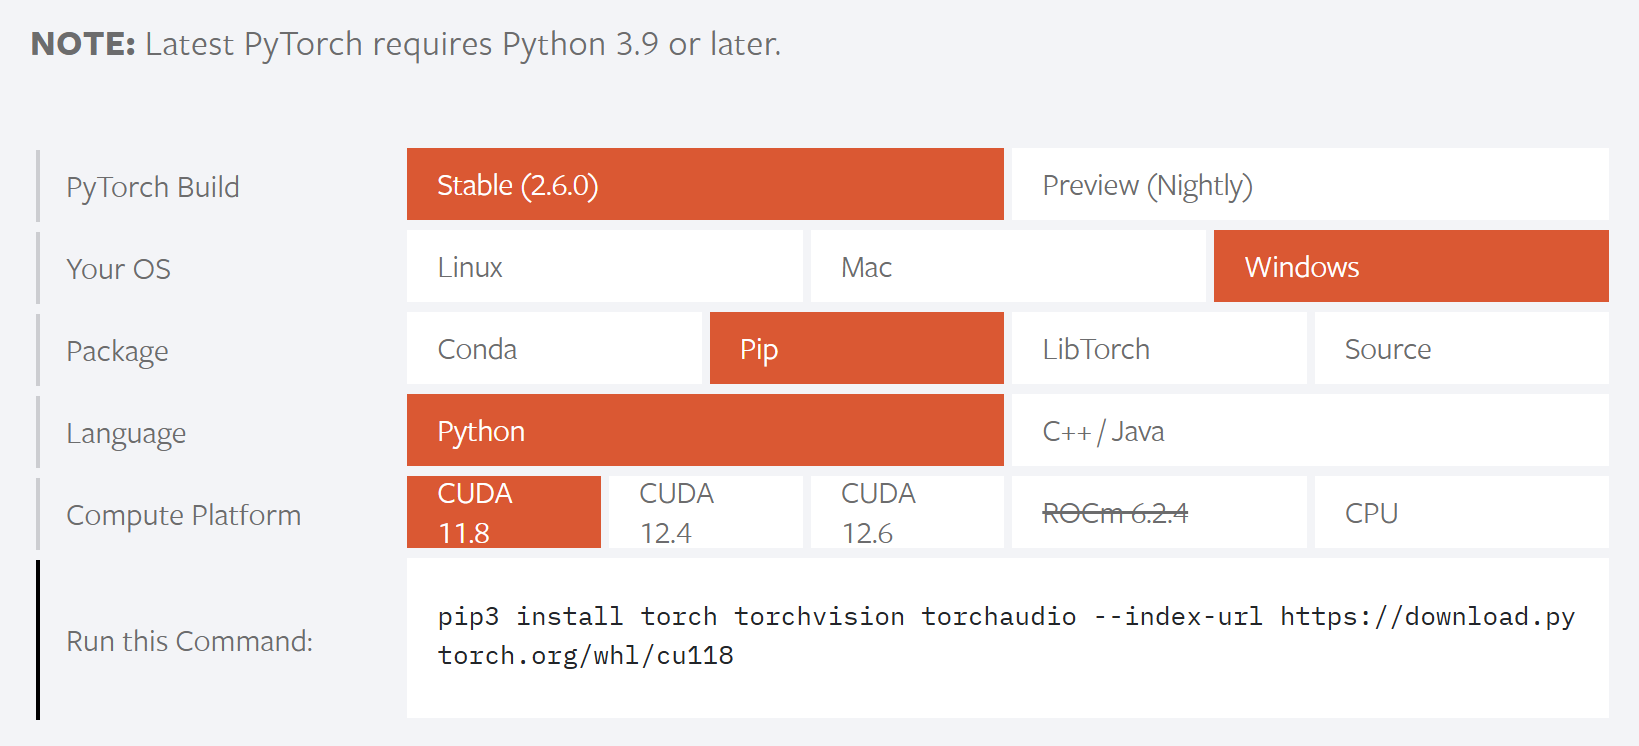 NOTE: Latest PyTorch requires Python 3.9 or later.
PyTorch Build
Stable (2.6.0)
Preview (Nightly)
Your OS
Linux
Mac
Windows
Package
Conda
Pip
LibTorch
Source
Language
Python
C++ / Java
Compute Platform
CUDA
11.8
CUDA
12.4
CUDA
12.6
ROCm 6.2.4
CPU
Run this Command:
pip3 install torch torchvision torchaudio --index-url https://download.py
torch.org/whl/cu118